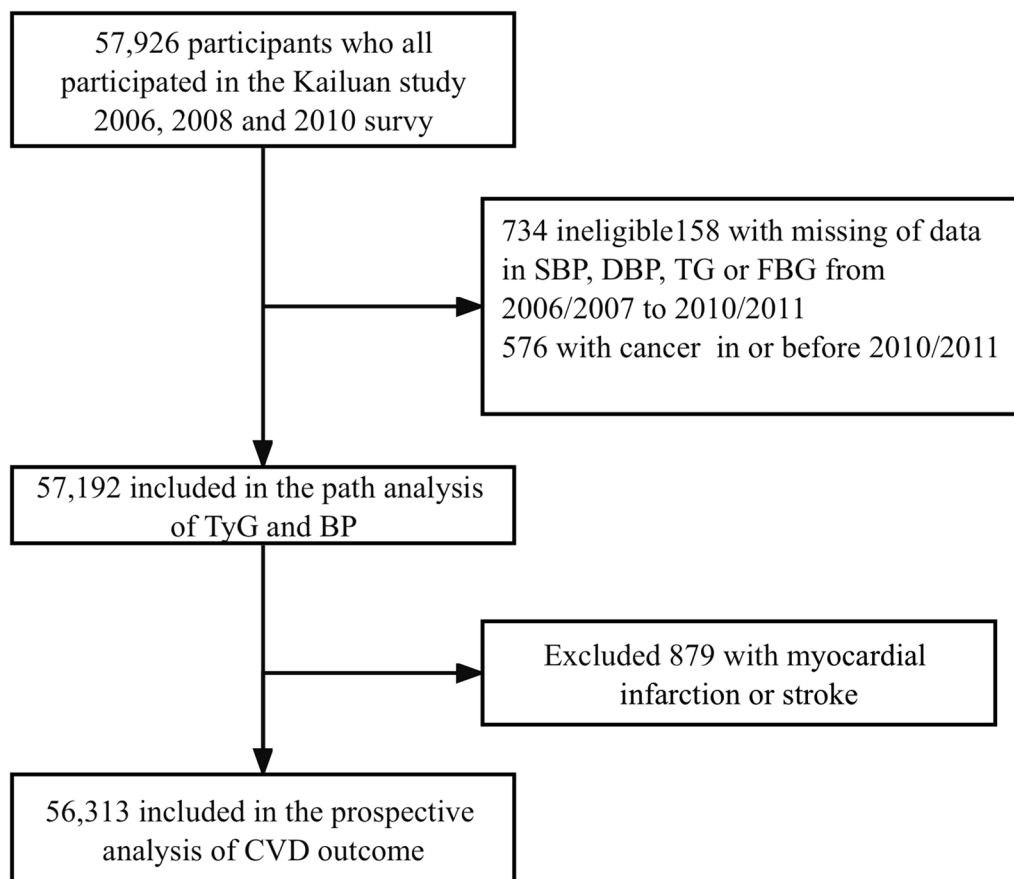 57,926 participants who all
participated in the Kailuan study
2006, 2008 and 2010 survy
734 ineligible158 with missing of data
in SBP, DBP, TG or FBG from
2006/2007 to 2010/2011
576 with cancer in or before 2010/2011
57,192 included in the path analysis
of TyG and BP
Excluded 879 with myocardial
infarction or stroke
56,313 included in the prospective
analysis of CVD outcome